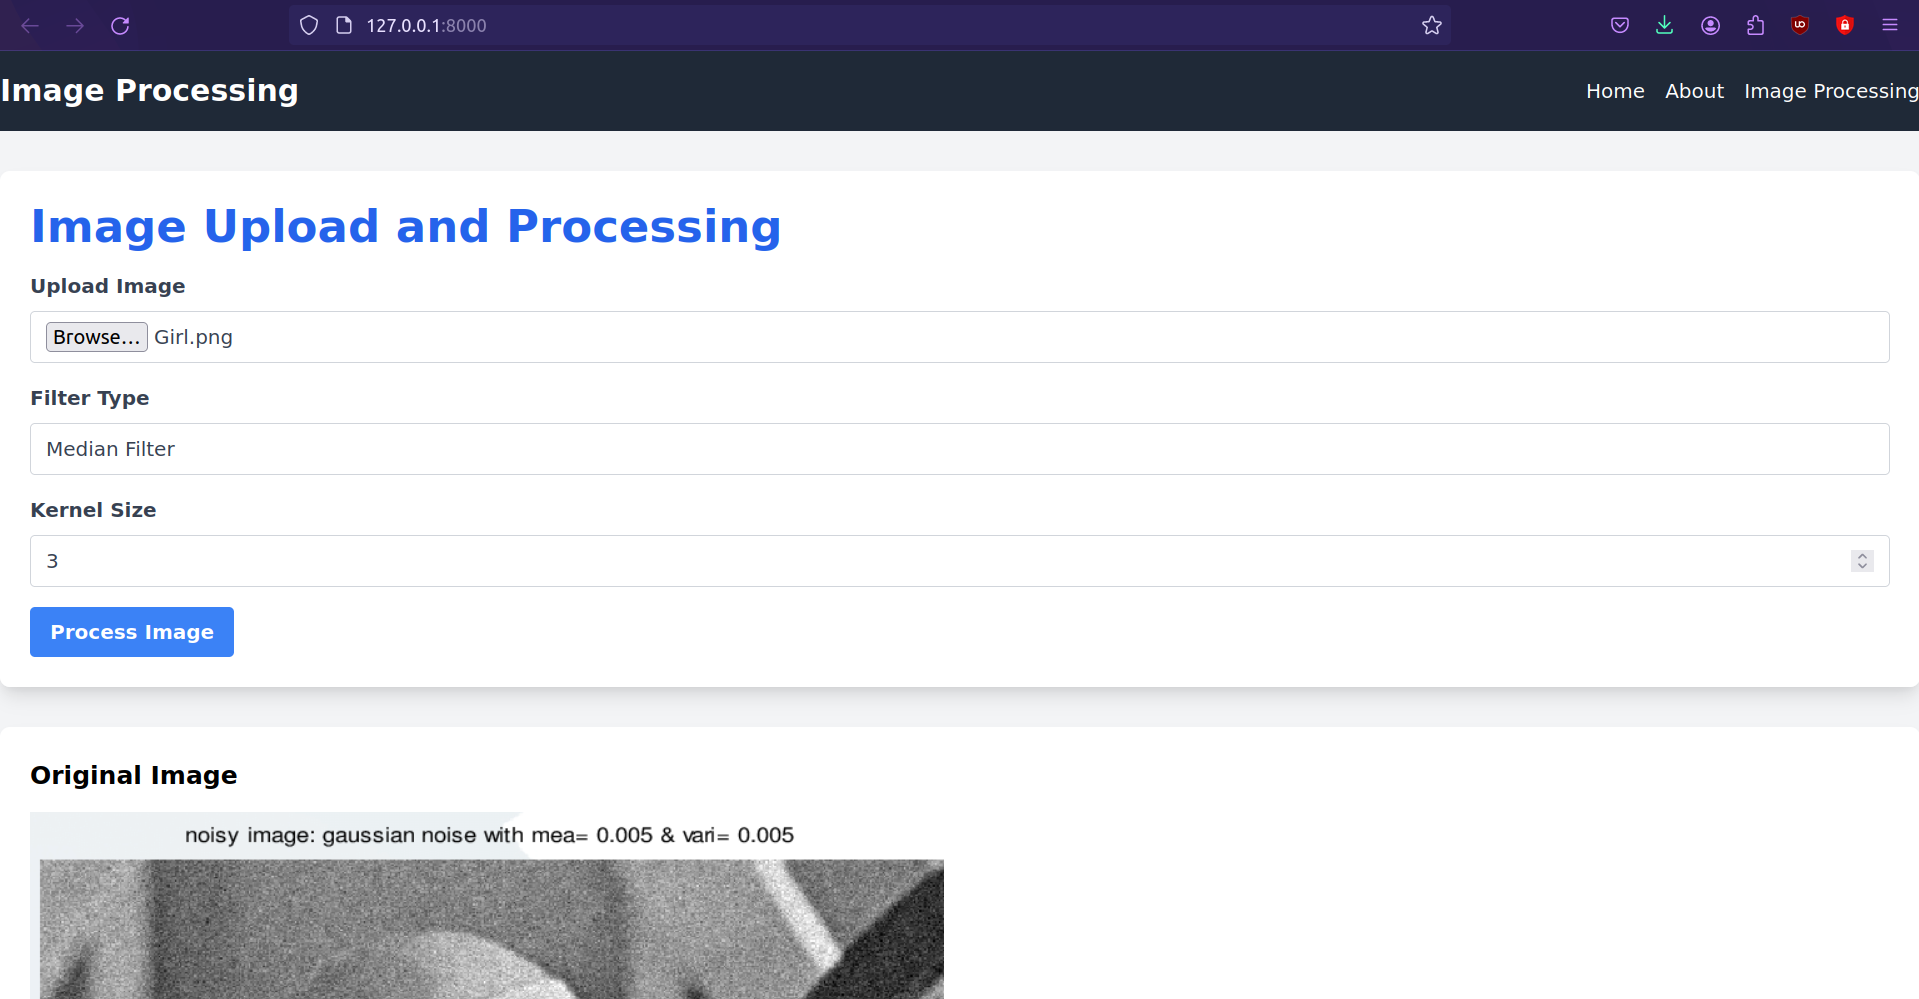 127.0.0.1:8000
Image Processing
Home About Image Processing
Image Upload and Processing
Upload Image
Browse... Girl.png
Filter Type
Median Filter
Kernel Size
3
Process Image
Original Image
noisy image: gaussian noise with mea= 0.005 & vari= 0.005